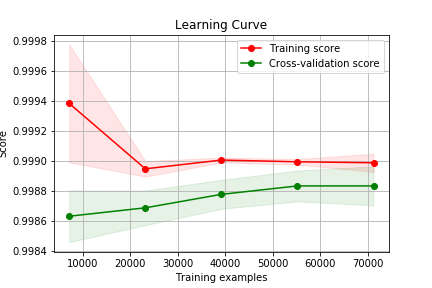 Learning Curve
Training score
Cross-validation score
0.9998
0.9996
0.9994
0.9992
0.9990
0.9988
0.9986
0.9984
Score
10000 20000 30000 40000 50000 60000 70000
Training examples